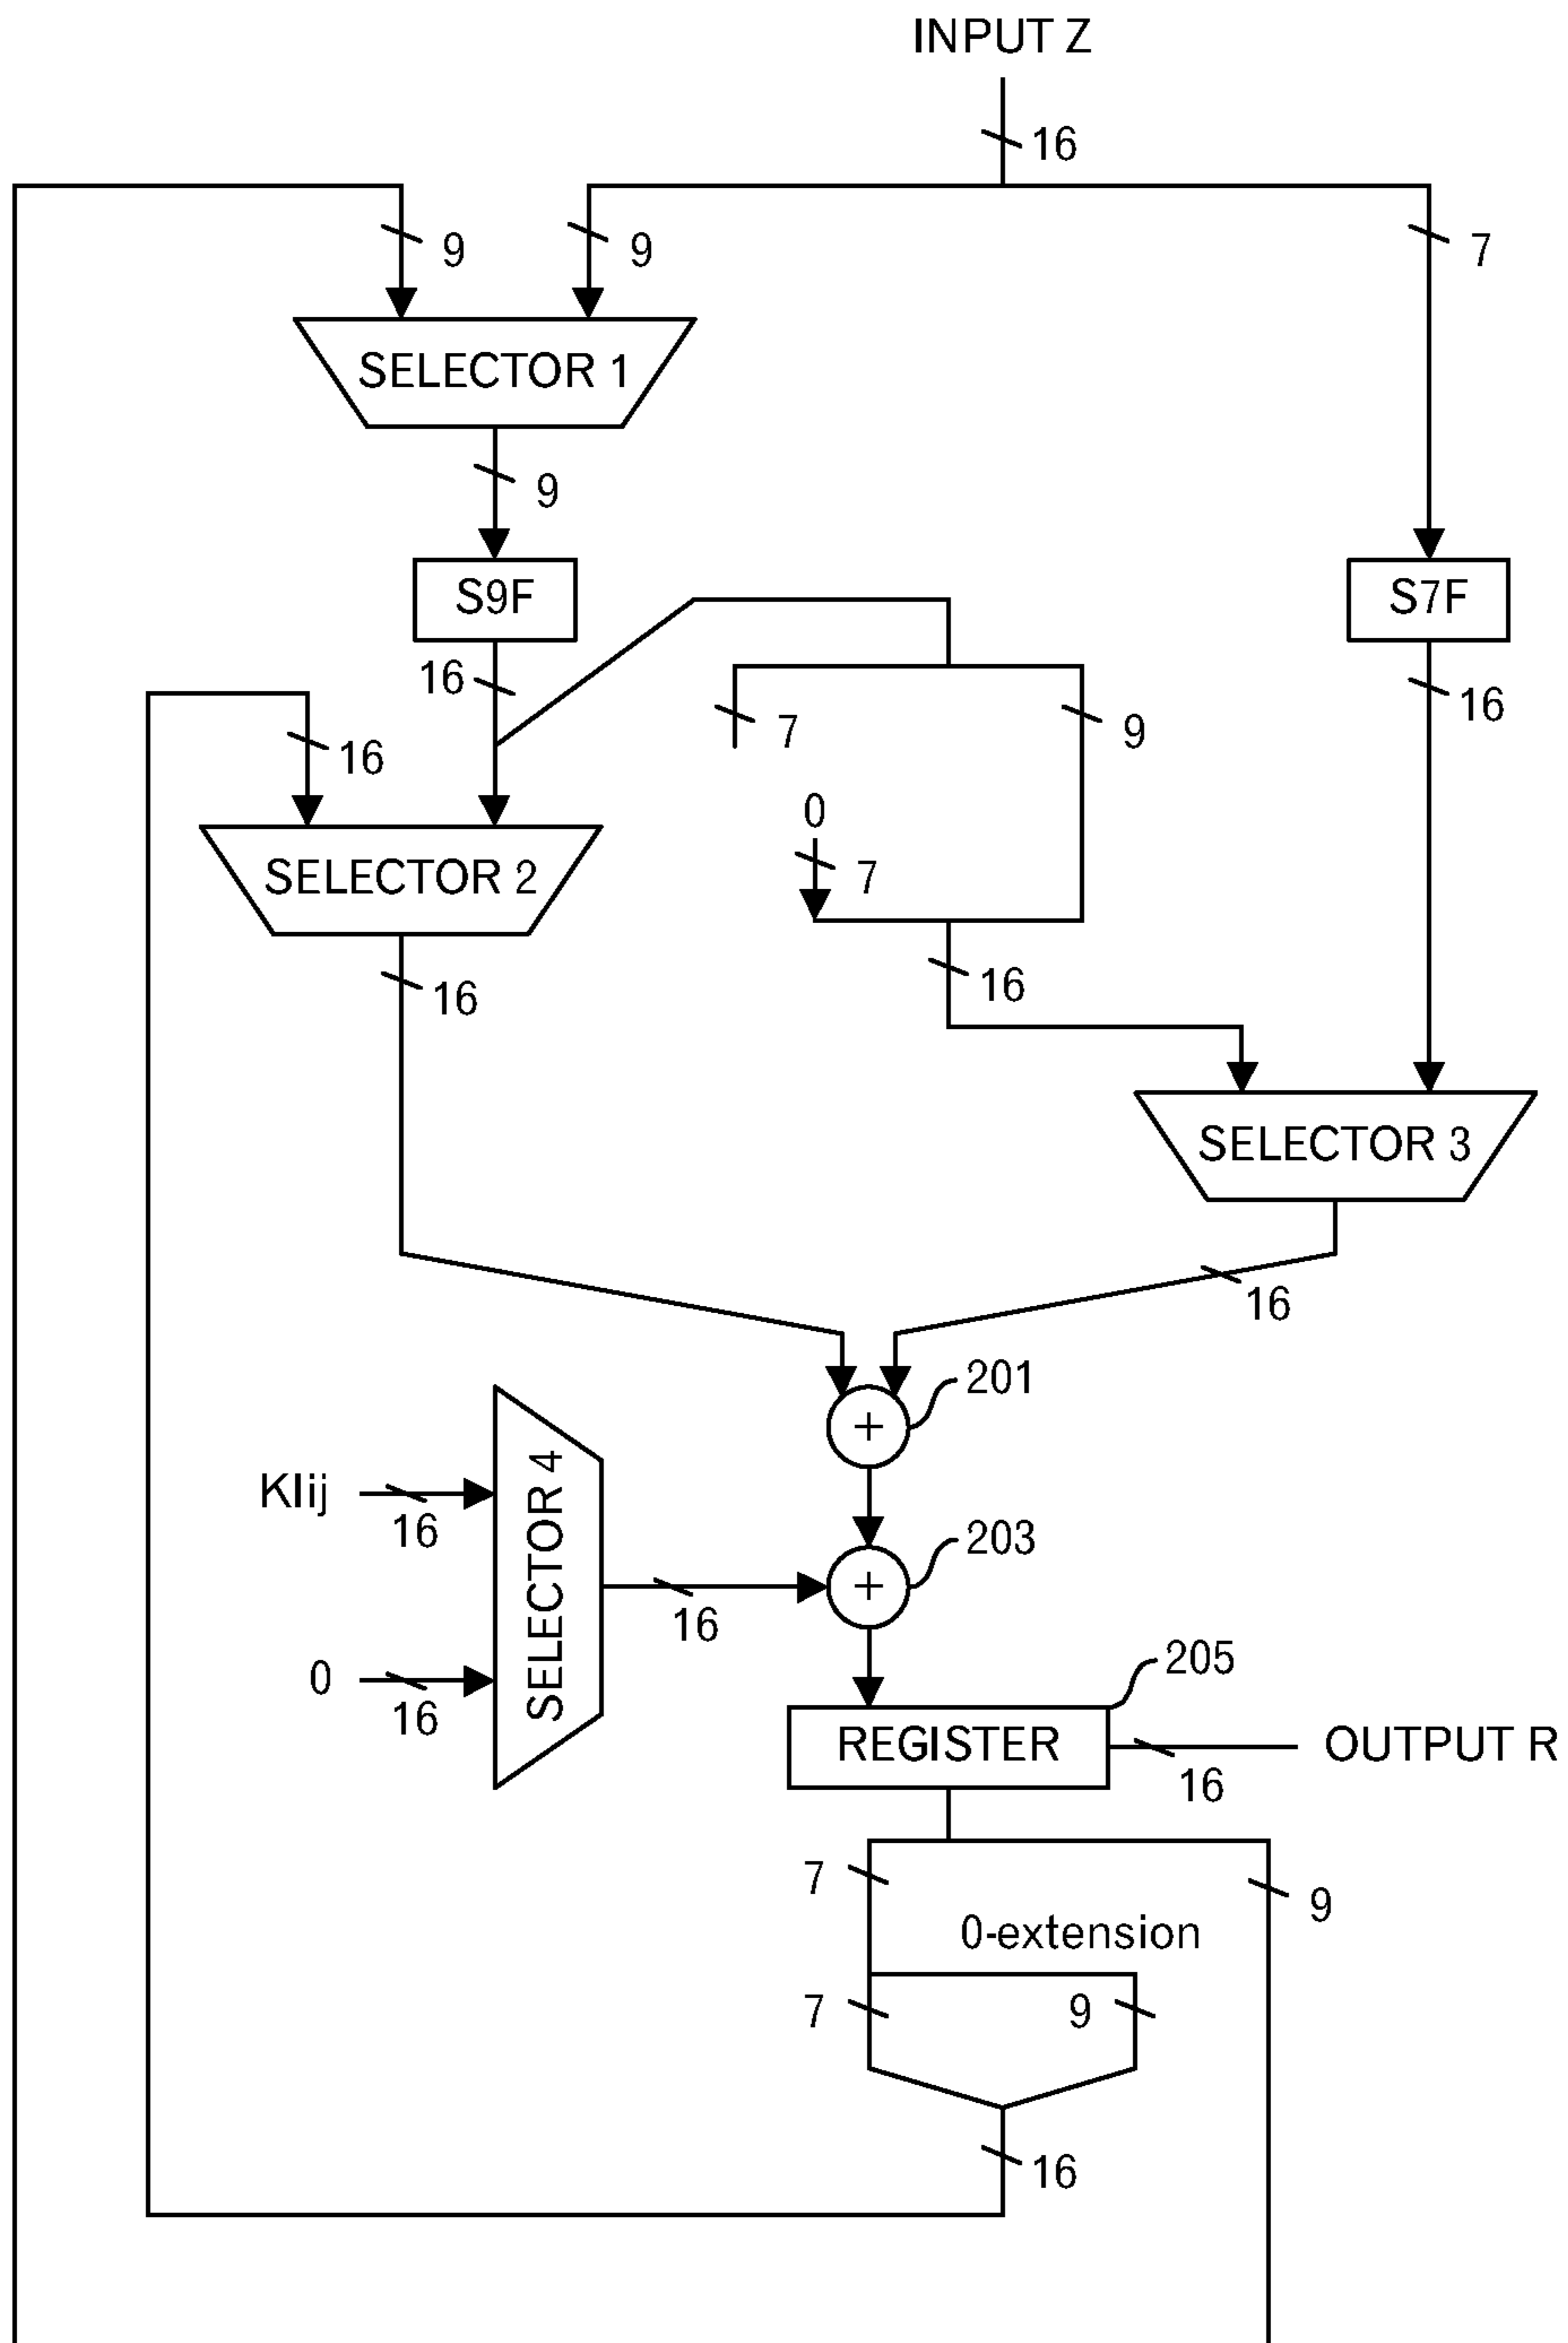 INPUT Z
16
9
9
7
SELECTOR 1
9
S9F
S7F
16
16
7
9
16
0
7
SELECTOR 2
16
16
SELECTOR 3
16
201
KIij
16
SELECTOR 4
203
16
0
16
205
REGISTER
OUTPUT R
16
7
9
0-extension
7
9
16